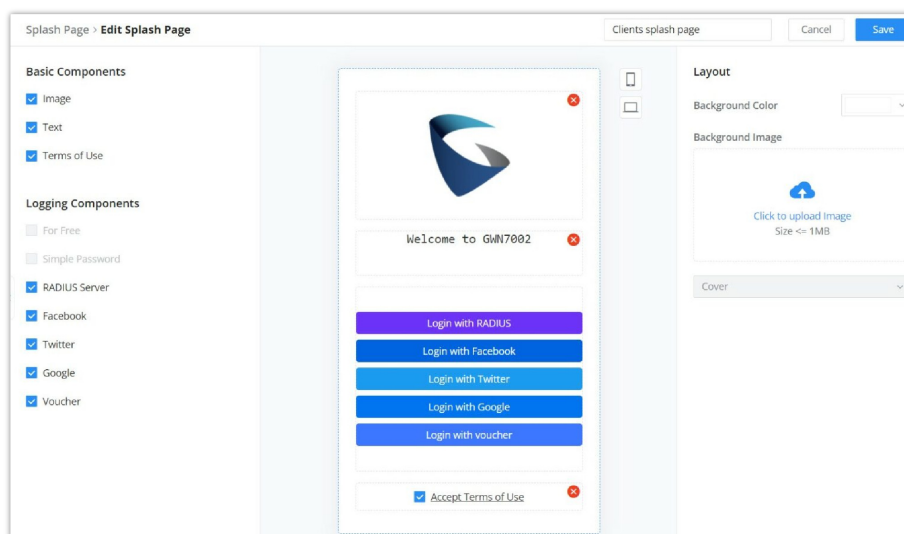 Splash Page > Edit Splash Page
Clients splash page
Cancel
Save
Basic Components
Image
Text
Terms of Use
Logging Components
For Free
Simple Password
RADIUS Server
Facebook
Twitter
Google
Voucher
Welcome to GWN7002
Login with RADIUS
Login with Facebook
Login with Twitter
Login with Google
Login with voucher
Accept Terms of Use
Layout
Background Color
Background Image
Click to upload Image
Size <= 1MB
Cover